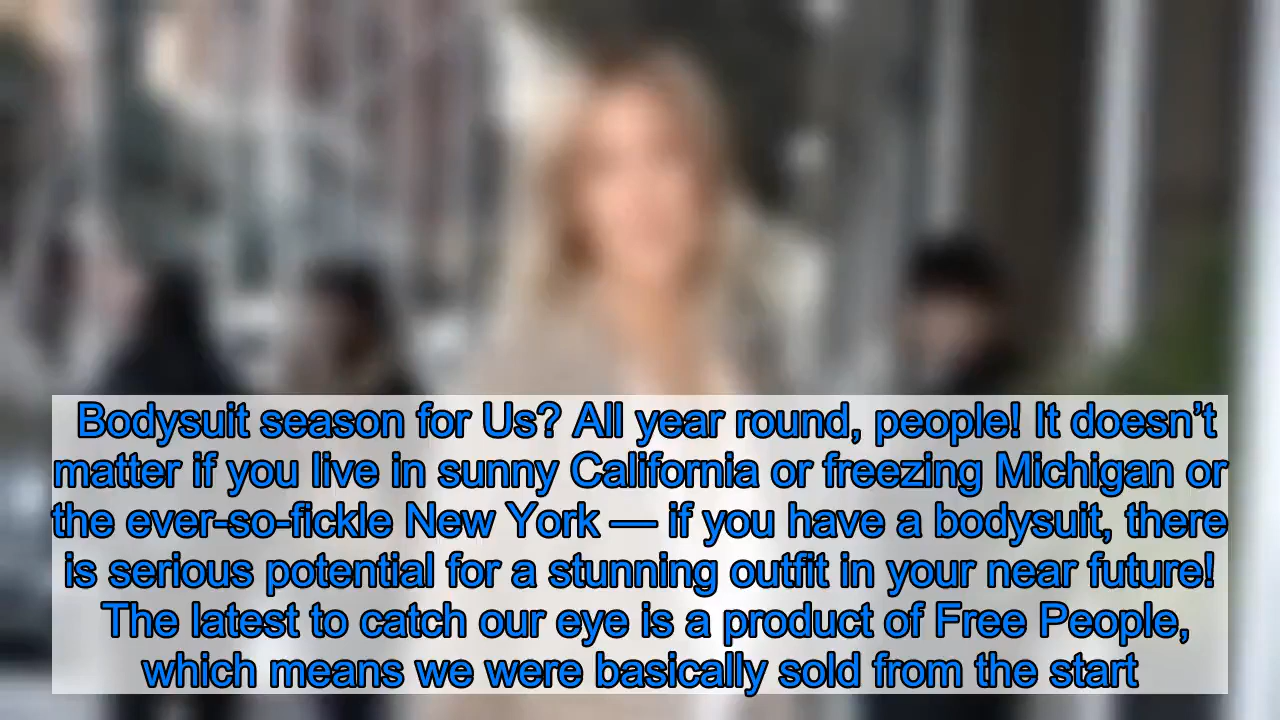 Bodysuit season for Us? All year round, people! It doesn’t
matter if you live in sunny California or freezing Michigan or
the ever-so-fickle New York — if you have a bodysuit, there
is serious potential for a stunning outfit in your near future!
The latest to catch our eye is a product of Free People,
which means we were basically sold from the start